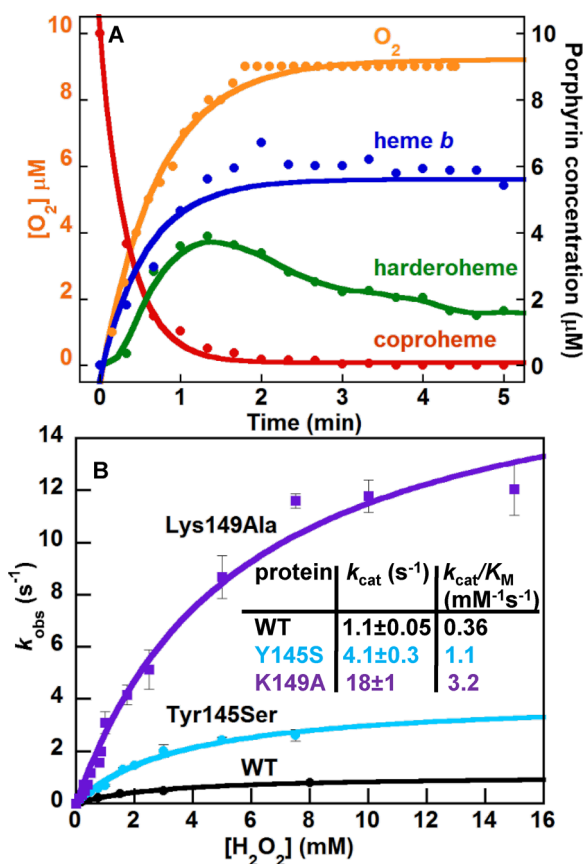 A
O₂
heme b
harderoheme
coproheme
[O₂] μM
10
8
6
4
2
0
Porphyrin concentration (μM)
10
8
6
4
2
0
0 1 2 3 4 5
Time (min)
B
Lys149Ala
Tyr145Ser
WT
protein kcat (s⁻¹) kcat/KM (mM⁻¹s⁻¹)
WT 1.1±0.05 0.36
Y145S 4.1±0.3 1.1
K149A 18±1 3.2
kobs (s⁻¹)
14
12
10
8
6
4
2
0
0 2 4 6 8 10 12 14 16
[H₂O₂] (mM)